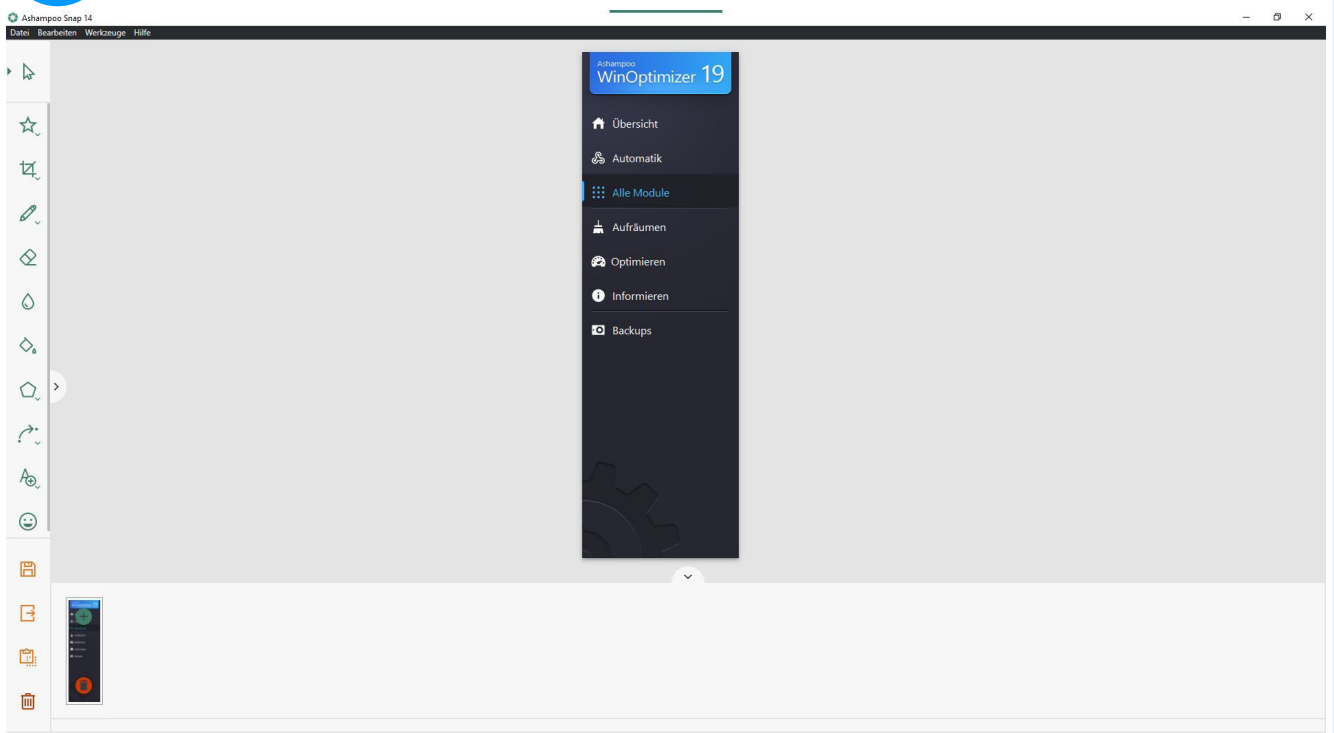 Ashampoo Snap 14
Datei Bearbeiten Werkzeuge Hilfe
Ashampoo
WinOptimizer 19
Übersicht
Automatik
Alle Module
Aufräumen
Optimieren
Informieren
Backups